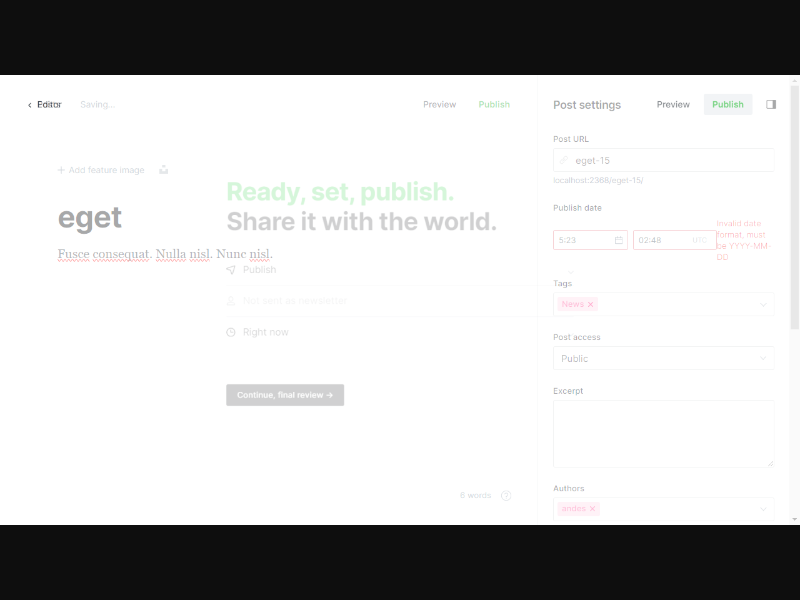 Editor
Saving...
Preview
Publish
Post settings
Preview
Publish
Post URL
eget-15
localhost:2368/eget-15/
Publish date
5:23
02:48
UTC
Invalid date
format, must
be YYYY-MM-
DD
Tags
News
Post access
Public
Excerpt
Authors
andes
+ Add feature image
eget
Fusce consequat. Nulla nisl. Nunc nisl.
Ready, set, publish.
Share it with the world.
Publish
Not sent as newsletter
Right now
Continue, final review →
6 words